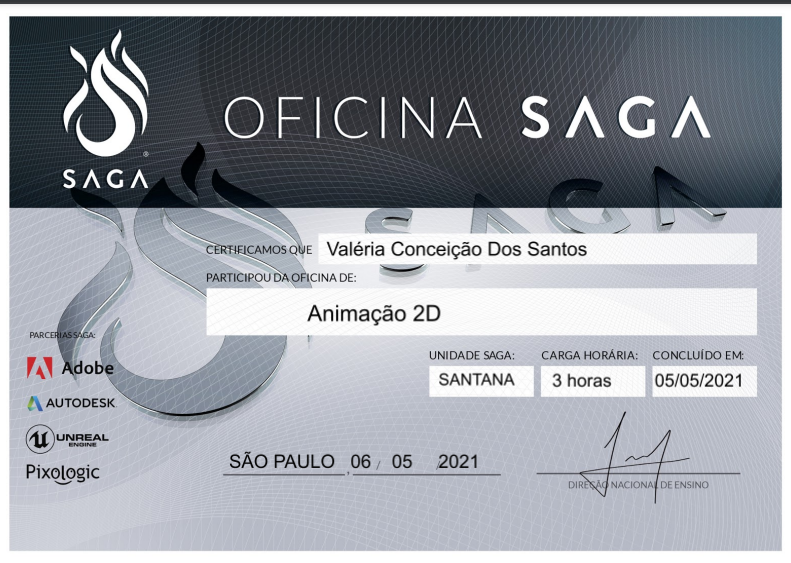 SAGA
OFICINA SAGA
SAGA
CERTIFICAMOS QUE Valéria Conceição Dos Santos
PARTICIPOU DA OFICINA DE:
Animação 2D
PARCERIAS SAGA:
Adobe
AUTODESK
UNREAL
ENGINE
Pixologic
UNIDADE SAGA: CARGA HORÁRIA: CONCLUÍDO EM:
SANTANA 3 horas 05/05/2021
SÃO PAULO , 06 / 05 / 2021
DIREÇÃO NACIONAL DE ENSINO